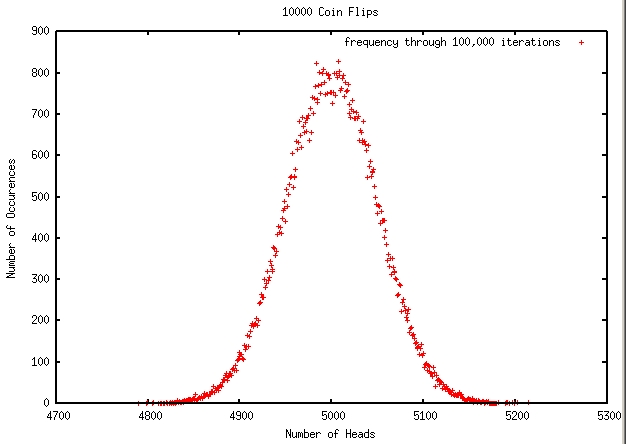 10000 Coin Flips
frequency through 100,000 iterations
900
800
700
600
500
400
300
200
100
0
Number of Occurences
4700 4800 4900 5000 5100 5200 5300
Number of Heads